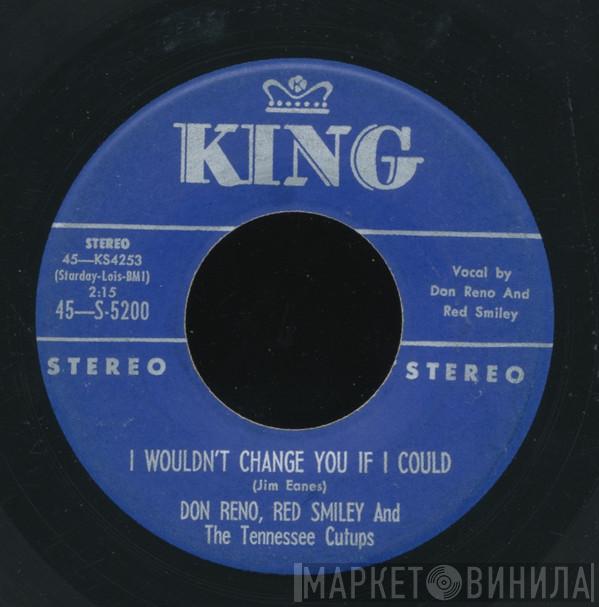 K
KING
STEREO
45—KS4253
(Starday-Lois-BMI)
2:15
45—S-5200
Vocal by
Don Reno And
Red Smiley
STEREO
STEREO
I WOULDN'T CHANGE YOU IF I COULD
(Jim Eanes)
DON RENO, RED SMILEY And
The Tennessee Cutups
МАРКЕТ ВИНИЛА